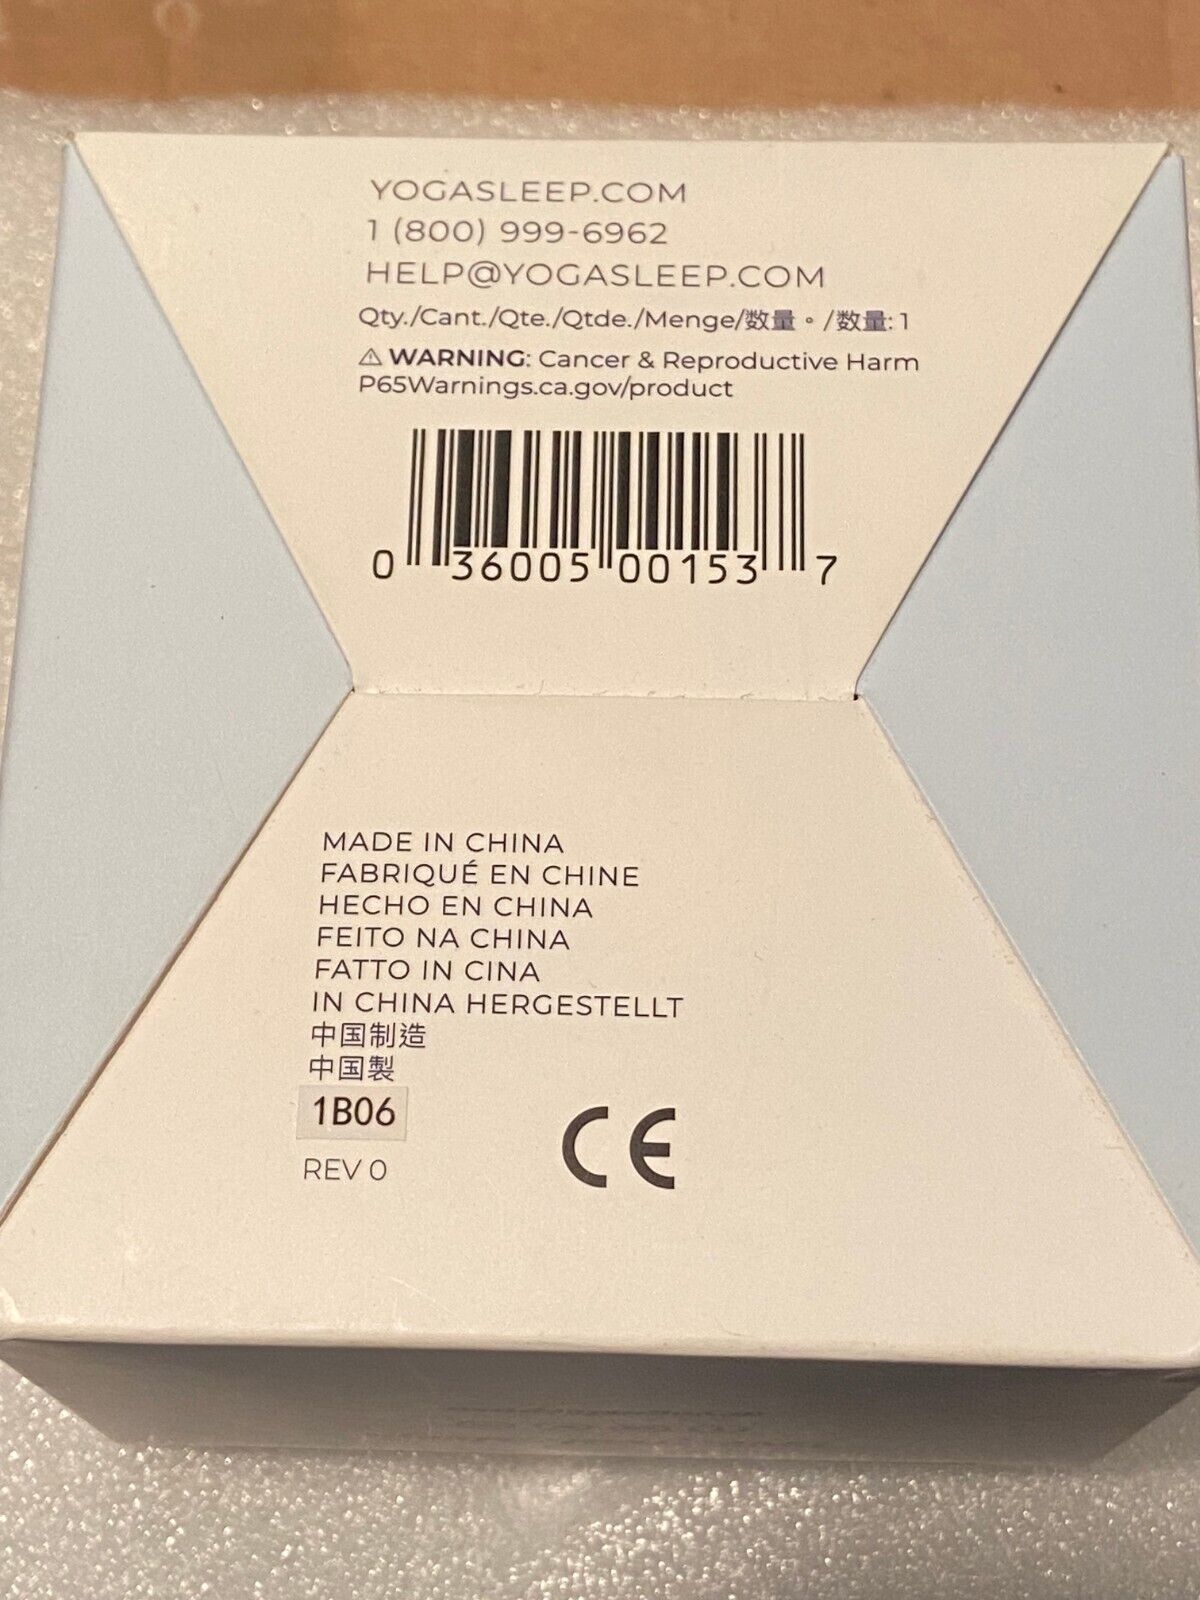 YOGASLEEP.COM
1 (800) 999-6962
HELP@YOGASLEEP.COM
Qty./Cant./Qte./Qtde./Menge/数量。/数量: 1
⚠ WARNING: Cancer & Reproductive Harm
P65Warnings.ca.gov/product
0 36005 00153 7
MADE IN CHINA
FABRIQUÉ EN CHINE
HECHO EN CHINA
FEITO NA CHINA
FATTO IN CINA
IN CHINA HERGESTELLT
中国制造
中国製
1B06
REV 0
CE